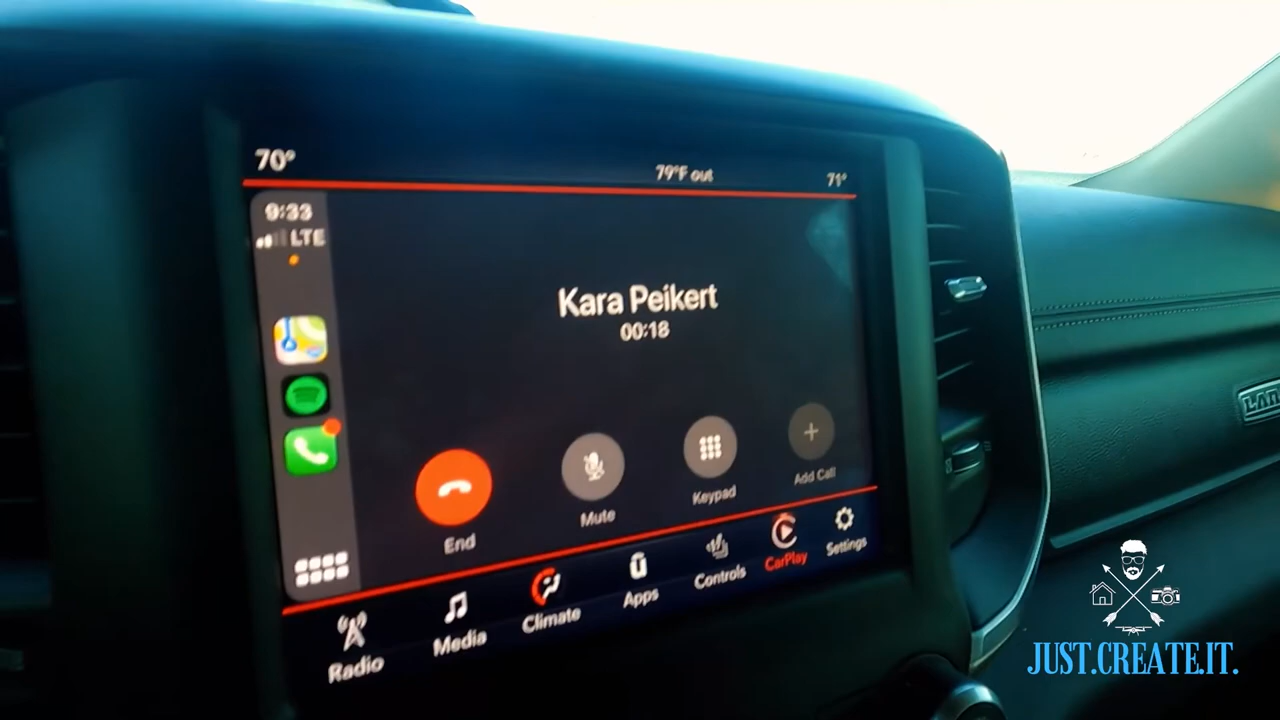 70°
79°F out
71°
9:33
LTE
Kara Peikert
00:18
End
Mute
Keypad
Add Call
Radio
Media
Climate
Apps
Controls
CarPlay
Settings
JUST.CREATE.IT.